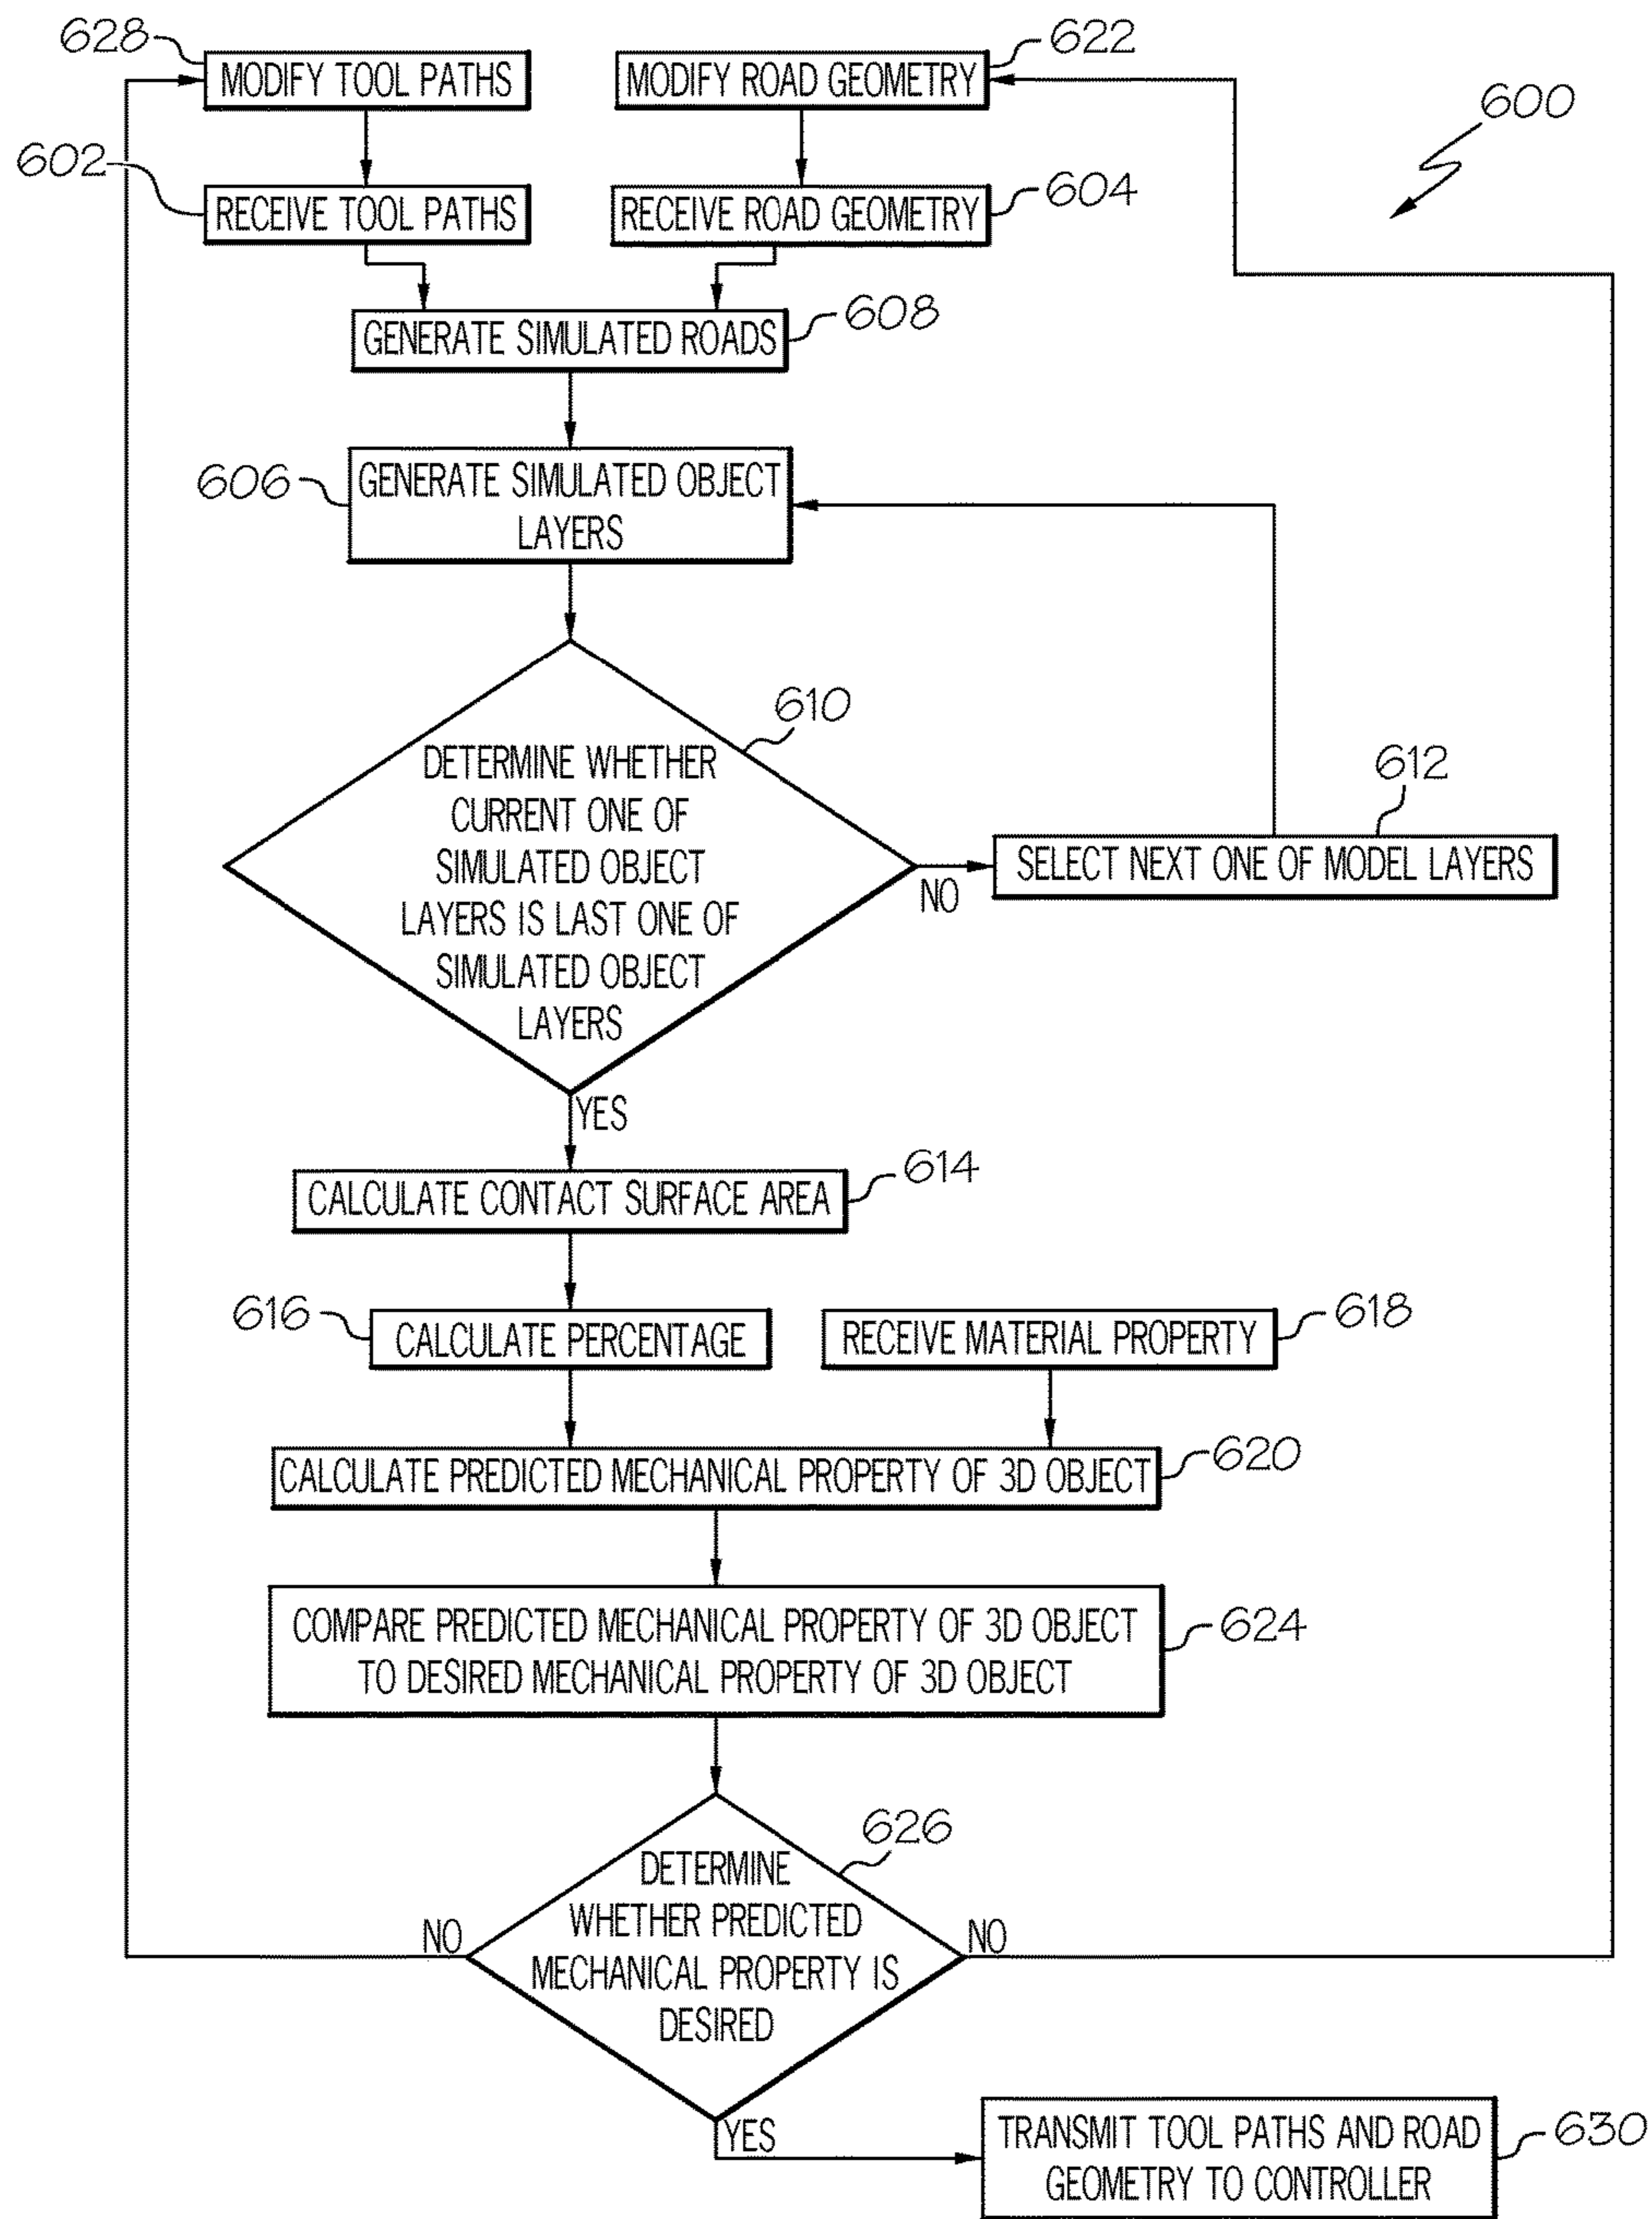 628
MODIFY TOOL PATHS
MODIFY ROAD GEOMETRY
622
600
602
RECEIVE TOOL PATHS
RECEIVE ROAD GEOMETRY
604
GENERATE SIMULATED ROADS
608
606
GENERATE SIMULATED OBJECT
LAYERS
610
DETERMINE WHETHER
CURRENT ONE OF
SIMULATED OBJECT
LAYERS IS LAST ONE OF
SIMULATED OBJECT
LAYERS
NO
612
SELECT NEXT ONE OF MODEL LAYERS
YES
CALCULATE CONTACT SURFACE AREA
614
616
CALCULATE PERCENTAGE
RECEIVE MATERIAL PROPERTY
618
CALCULATE PREDICTED MECHANICAL PROPERTY OF 3D OBJECT
620
COMPARE PREDICTED MECHANICAL PROPERTY OF 3D OBJECT
TO DESIRED MECHANICAL PROPERTY OF 3D OBJECT
624
626
DETERMINE
WHETHER PREDICTED
MECHANICAL PROPERTY IS
DESIRED
NO
NO
YES
TRANSMIT TOOL PATHS AND ROAD
GEOMETRY TO CONTROLLER
630